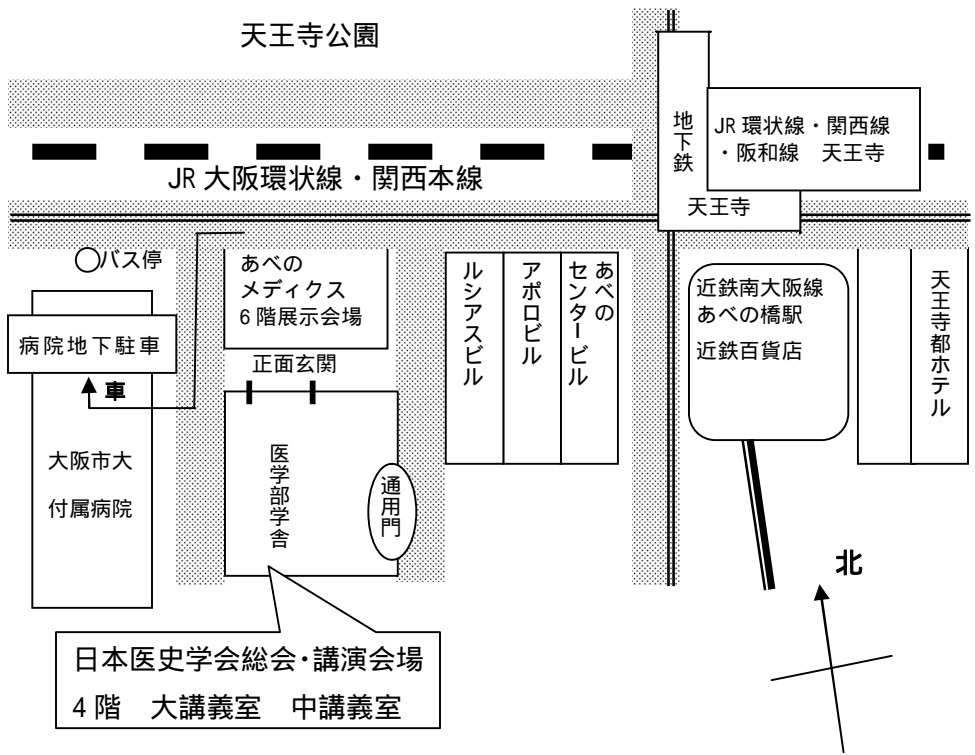 天王寺公園
地下鉄
JR 環状線・関西線
・阪和線　天王寺
JR 大阪環状線・関西本線
天王寺
バス停
あべの
メディクス
6 階展示会場
ルシアスビル
アポロビル
あべの
センタービル
近鉄南大阪線
あべの橋駅
近鉄百貨店
天王寺都ホテル
病院地下駐車
正面玄関
車
大阪市大
付属病院
医学部学舎
通用門
北
日本医史学会総会・講演会場
4 階　大講義室　中講義室